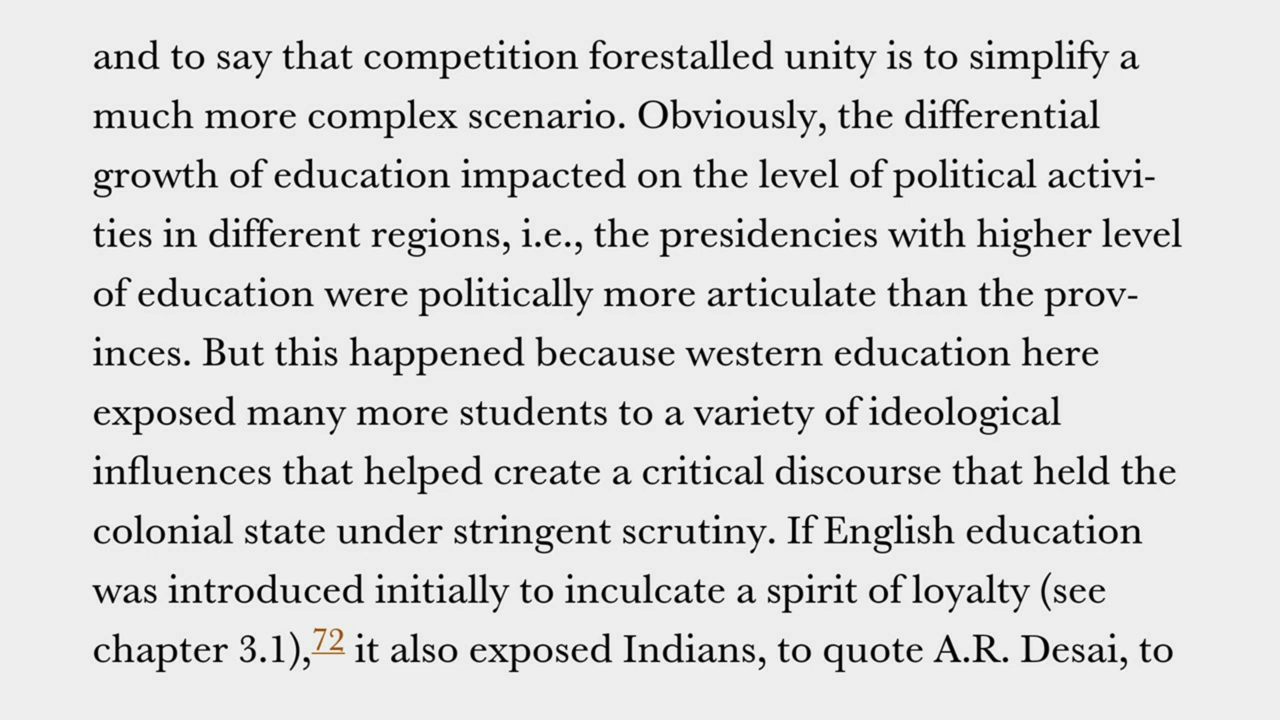 and to say that competition forestalled unity is to simplify a
much more complex scenario. Obviously, the differential
growth of education impacted on the level of political activi-
ties in different regions, i.e., the presidencies with higher level
of education were politically more articulate than the prov-
inces. But this happened because western education here
exposed many more students to a variety of ideological
influences that helped create a critical discourse that held the
colonial state under stringent scrutiny. If English education
was introduced initially to inculcate a spirit of loyalty (see
chapter 3.1),72 it also exposed Indians, to quote A.R. Desai, to